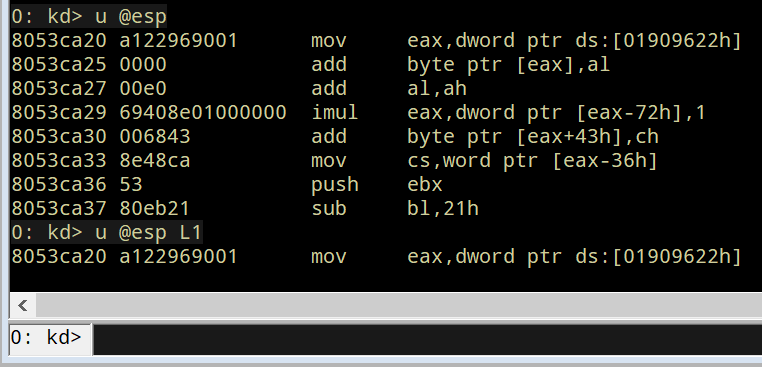 0: kd> u @esp
8053ca20 a122969001      mov     eax,dword ptr ds:[01909622h]
8053ca25 0000            add     byte ptr [eax],al
8053ca27 00e0            add     al,ah
8053ca29 69408e01000000  imul    eax,dword ptr [eax-72h],1
8053ca30 006843          add     byte ptr [eax+43h],ch
8053ca33 8e48ca          mov     cs,word ptr [eax-36h]
8053ca36 53              push    ebx
8053ca37 80eb21          sub     bl,21h
0: kd> u @esp L1
8053ca20 a122969001      mov     eax,dword ptr ds:[01909622h]
0: kd>